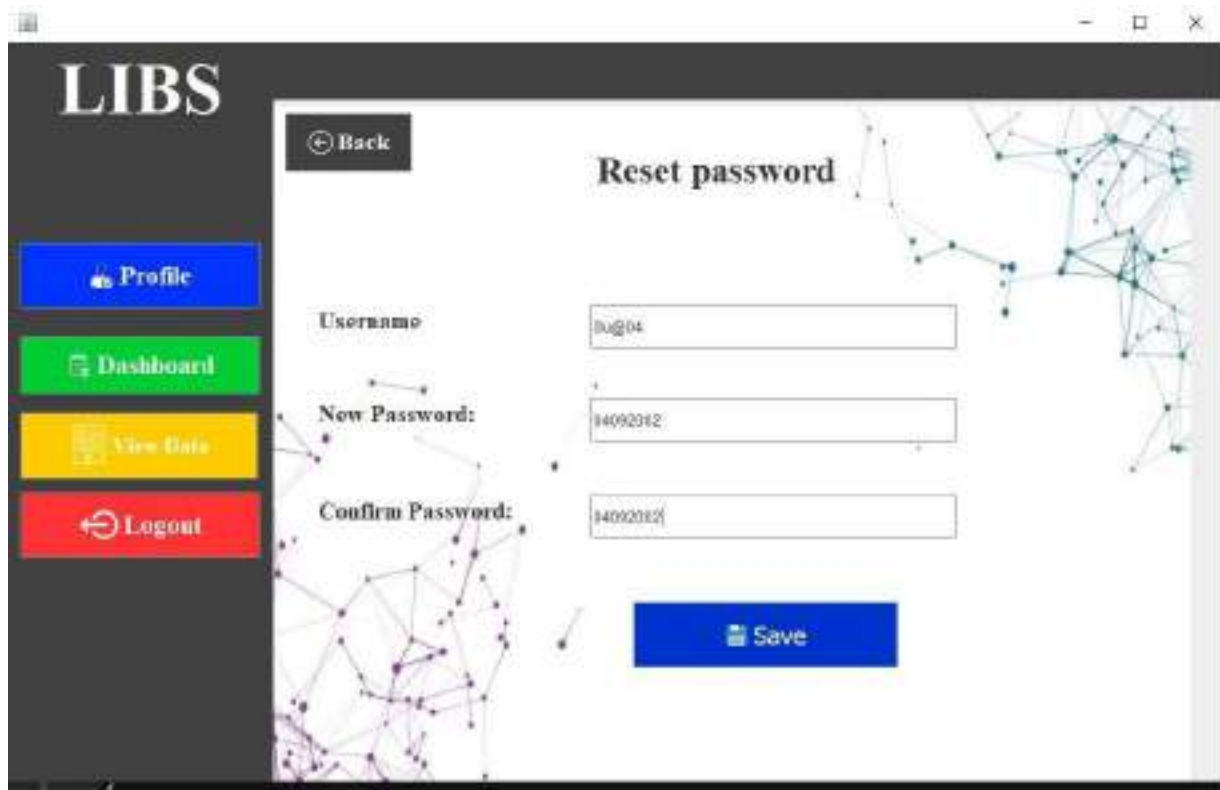 LIBS
Back
Reset password
Profile
Username
Dashboard
New Password:
View Data
Confirm Password:
Logout
Save